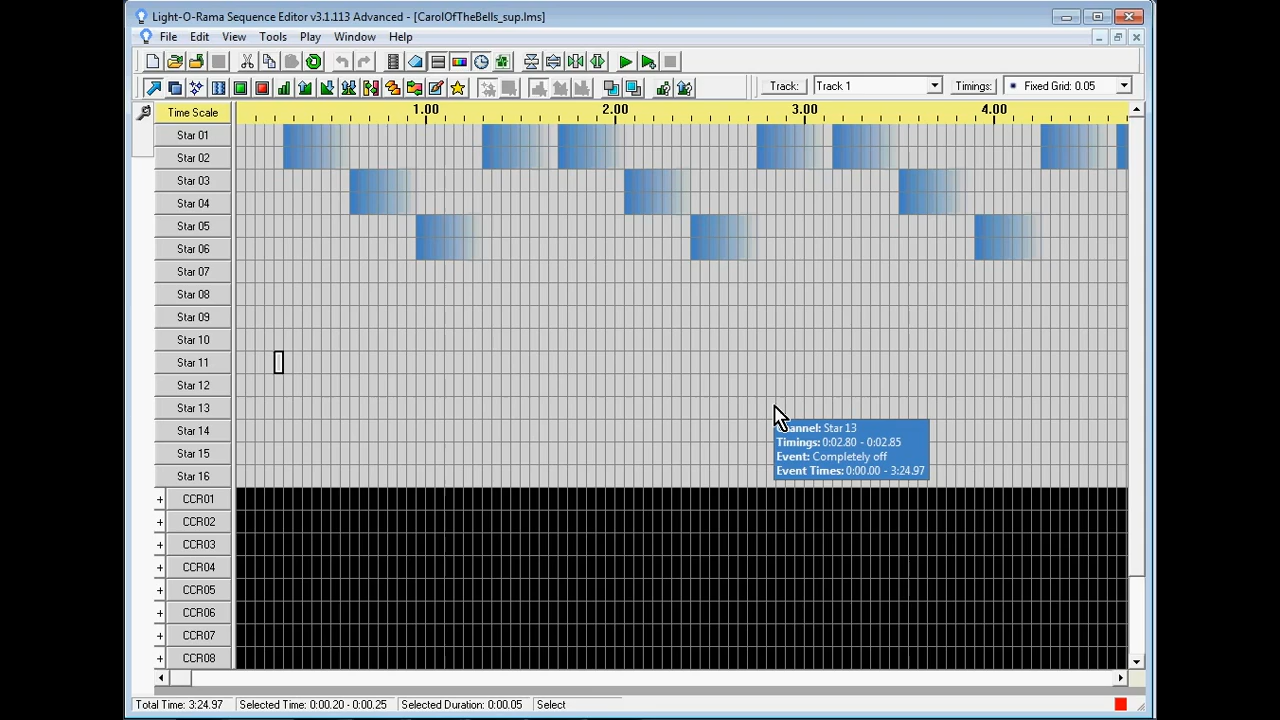 Light-O-Rama Sequence Editor v3.1.113 Advanced - [CarolOfTheBells_sup.lms]
File Edit View Tools Play Window Help
Track: Track 1 Timings: Fixed Grid: 0.05
Time Scale 1.00 2.00 3.00 4.00
Star 01
Star 02
Star 03
Star 04
Star 05
Star 06
Star 07
Star 08
Star 09
Star 10
Star 11
Star 12
Star 13
Channel: Star 13
Star 14
Timings: 0:02.80 - 0:02.85
Star 15
Event: Completely off
Event Times: 0:00.00 - 3:24.97
Star 16
+ CCR01
+ CCR02
+ CCR03
+ CCR04
+ CCR05
+ CCR06
+ CCR07
+ CCR08
Total Time: 3:24.97 Selected Time: 0:00.20 - 0:00.25 Selected Duration: 0:00.05 Select